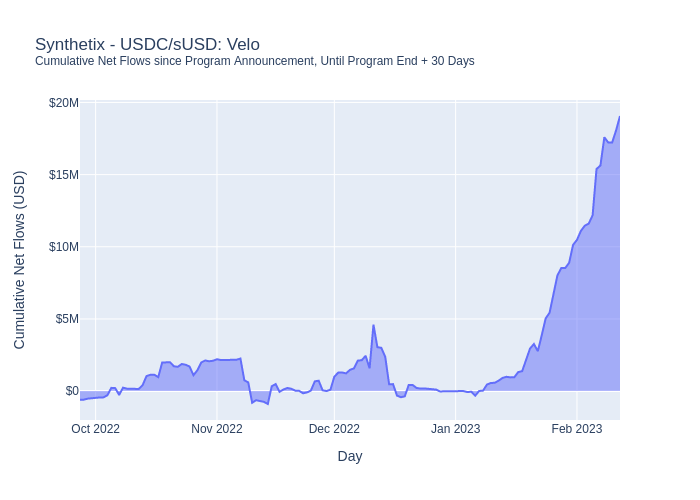 Synthetix - USDC/sUSD: Velo
Cumulative Net Flows since Program Announcement, Until Program End + 30 Days
Cumulative Net Flows (USD)
$20M
$15M
$10M
$5M
$0
Oct 2022
Nov 2022
Dec 2022
Jan 2023
Feb 2023
Day